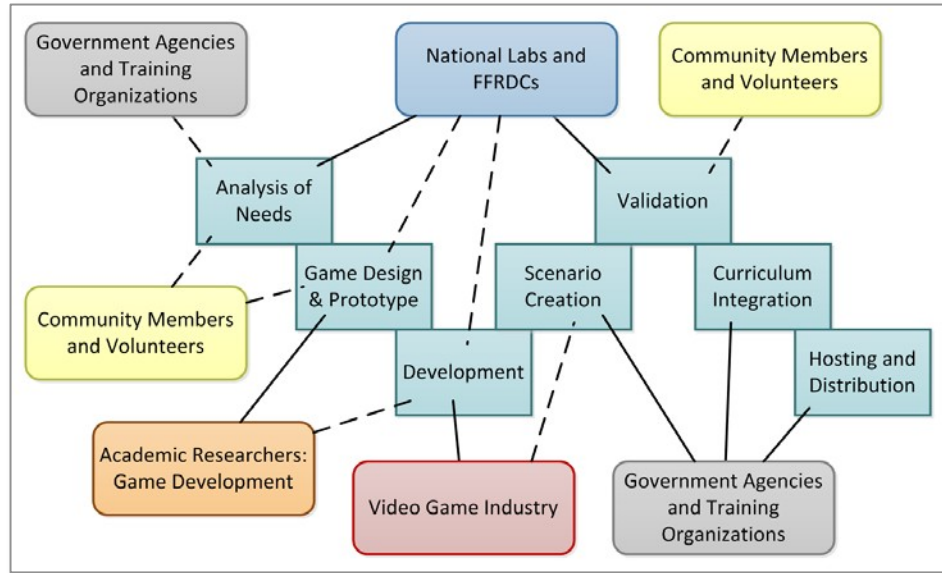 Government Agencies
and Training
Organizations
National Labs and
FFRDCs
Community Members
and Volunteers
Analysis of
Needs
Validation
Game Design
& Prototype
Scenario
Creation
Curriculum
Integration
Community Members
and Volunteers
Development
Hosting and
Distribution
Academic Researchers:
Game Development
Video Game Industry
Government Agencies
and Training
Organizations